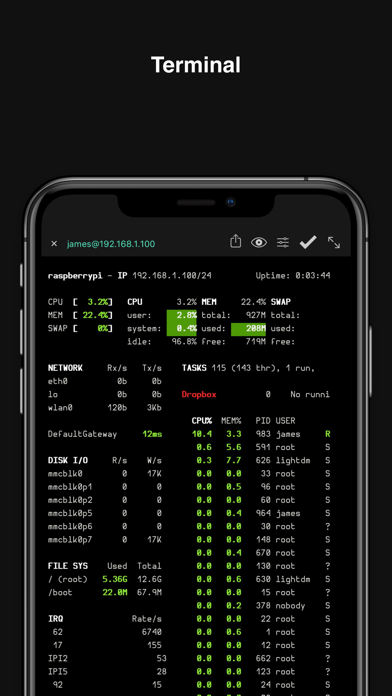 Terminal
× james@192.168.1.100
raspberrypi – IP 192.168.1.100/24 Uptime: 0:03:44
CPU [ 3.2%] CPU 3.2% MEM 22.4% SWAP
MEM [ 22.4%] user: 2.8% total: 927M total:
SWAP [ 0%] system: 0.4% used: 208M used:
idle: 96.8% free: 719M free:
NETWORK Rx/s Tx/s TASKS 115 (143 thr), 1 run,
eth0 0b 0b
lo 0b 0b Dropbox 0 No runni
wlan0 120b 3Kb
CPU% MEM% PID USER
DefaultGateway 12ms 10.4 3.3 983 james R
0.6 5.6 591 root S
DISK I/O R/s W/s 0.3 7.7 626 lightdm S
mmcblk0 0 17K 0.0 0.0 33 root S
mmcblk0p1 0 0 0.0 0.5 96 root S
mmcblk0p2 0 0 0.0 0.0 60 root S
mmcblk0p5 0 0 0.0 0.4 964 james S
mmcblk0p6 0 0 0.0 0.0 30 root ?
mmcblk0p7 0 17K 0.0 0.0 148 root S
0.0 0.4 670 root S
FILE SYS Used Total 0.0 0.0 130 root S
/ (root) 5.36G 12.6G 0.0 0.6 630 lightdm S
/boot 22.0M 67.9M 0.0 0.0 15 root ?
0.0 0.2 378 nobody S
IRQ Rate/s 0.0 0.0 22 root S
62 6740 0.0 0.6 1 root S
17 155 0.0 0.0 12 root S
IPI2 53 0.0 0.0 662 root ?
IPI5 28 0.0 0.0 123 root ?
92 15 0.0 0.0 24 root S